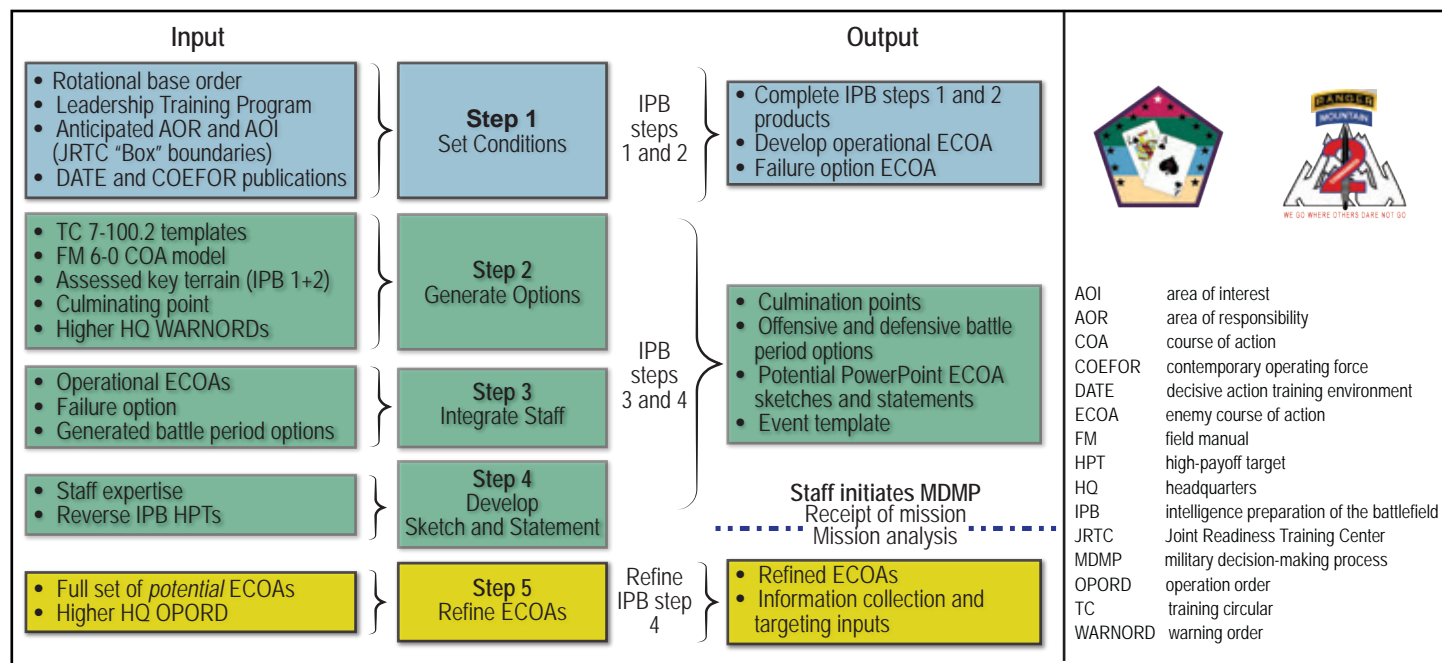 Input
Output
• Rotational base order
• Leadership Training Program
• Anticipated AOR and AOI
(JRTC “Box” boundaries)
• DATE and COEFOR publications
Step 1
Set Conditions
IPB
steps
1 and 2
• Complete IPB steps 1 and 2
products
• Develop operational ECOA
• Failure option ECOA
• TC 7-100.2 templates
• FM 6-0 COA model
• Assessed key terrain (IPB 1+2)
• Culminating point
• Higher HQ WARNORDs
Step 2
Generate Options
• Operational ECOAs
• Failure option
• Generated battle period options
Step 3
Integrate Staff
• Staff expertise
• Reverse IPB HPTs
Step 4
Develop
Sketch and Statement
IPB
steps
3 and 4
• Culmination points
• Offensive and defensive battle
period options
• Potential PowerPoint ECOA
sketches and statements
• Event template
Staff initiates MDMP
Receipt of mission
Mission analysis
• Full set of potential ECOAs
• Higher HQ OPORD
Step 5
Refine ECOAs
Refine
IPB step
4
• Refined ECOAs
• Information collection and
targeting inputs
RANGER
MOUNTAIN
2
WE GO WHERE OTHERS DARE NOT GO
AOI area of interest
AOR area of responsibility
COA course of action
COEFOR contemporary operating force
DATE decisive action training environment
ECOA enemy course of action
FM field manual
HPT high-payoff target
HQ headquarters
IPB intelligence preparation of the battlefield
JRTC Joint Readiness Training Center
MDMP military decision-making process
OPORD operation order
TC training circular
WARNORD warning order